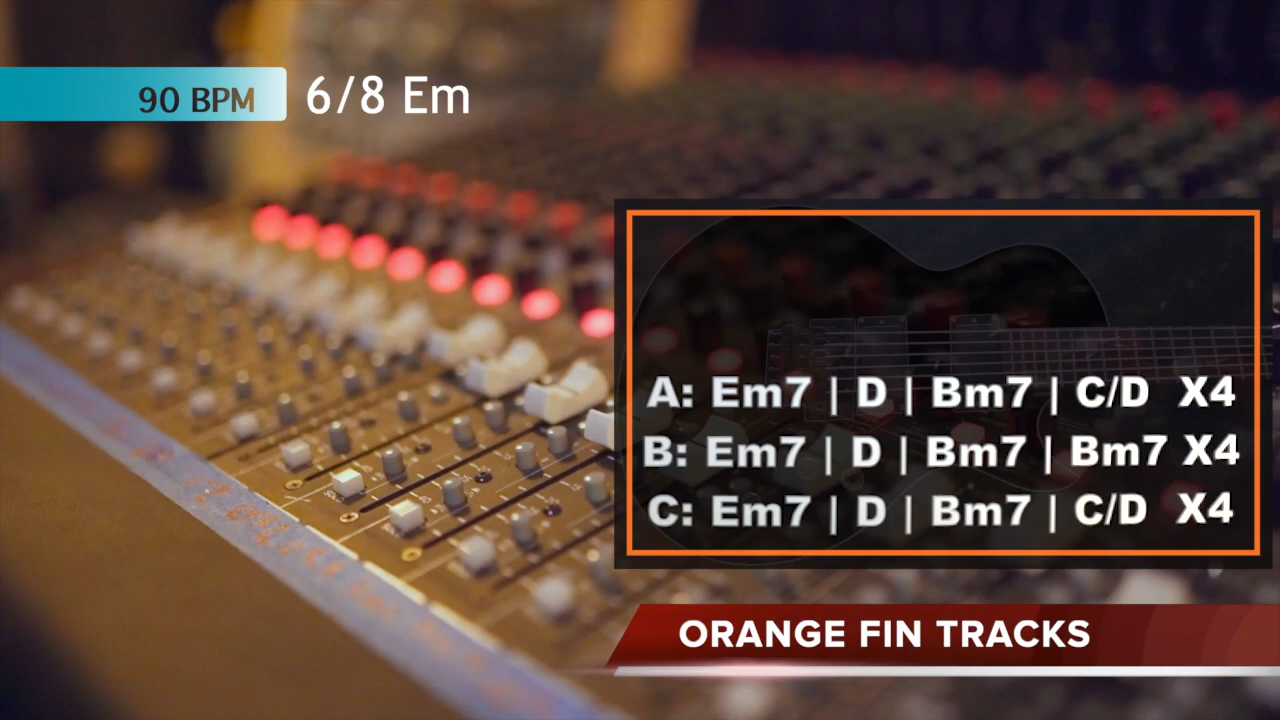 90 BPM 6/8 Em
A: Em7 | D | Bm7 | C/D X4
B: Em7 | D | Bm7 | Bm7 X4
C: Em7 | D | Bm7 | C/D X4
ORANGE FIN TRACKS